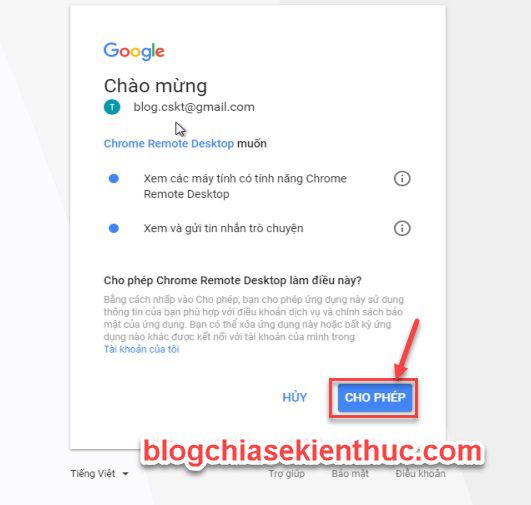 Google
Chào mừng
T blog.cskt@gmail.com
Chrome Remote Desktop muốn
Xem các máy tính có tính năng Chrome
Remote Desktop
Xem và gửi tin nhắn trò chuyện
Cho phép Chrome Remote Desktop làm điều này?
Bằng cách nhấp vào Cho phép, bạn cho phép ứng dụng này sử dụng
thông tin của bạn phù hợp với điều khoản dịch vụ và chính sách bảo
mật của ứng dụng. Bạn có thể xóa ứng dụng này hoặc bất kỳ ứng
dụng nào khác được kết nối với tài khoản của mình trong
Tài khoản của tôi
HỦY CHO PHÉP
blogchiasekienthuc.com
Tiếng Việt Trợ giúp Bảo mật Điều khoản